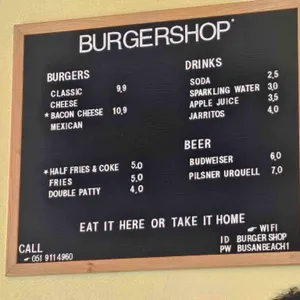 BURGERSHOP
BURGERS
CLASSIC 9,9
CHEESE
* BACON CHEESE 10,9
MEXICAN
* HALF FRIES & COKE 5,0
FRIES 5,0
DOUBLE PATTY 4,0
DRINKS
SODA 2,5
SPARKLING WATER 3,0
APPLE JUICE 3,5
JARRITOS 4,0
BEER
BUDWEISER 6,0
PILSNER URQUELL 7,0
EAT IT HERE OR TAKE IT HOME
CALL
☛ 051 911 4960
☛ WIFI
ID BURGERSHOP
PW BUSANBEACH1